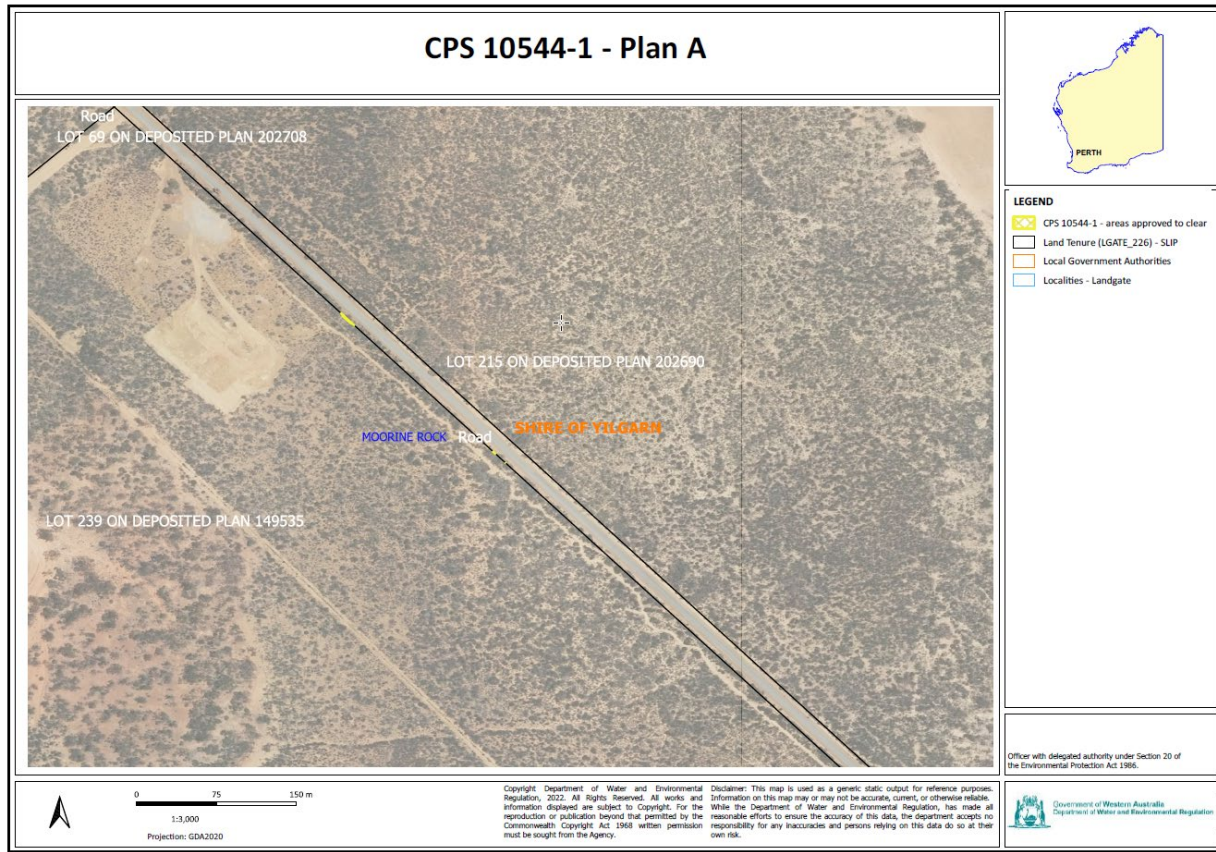 CPS 10544-1 - Plan A
PERTH
Road
LOT 69 ON DEPOSITED PLAN 202708
LOT 215 ON DEPOSITED PLAN 202690
MOORINE ROCK
Road
SHIRE OF YILGARN
LOT 239 ON DEPOSITED PLAN 149535
LEGEND
CPS 10544-1 - areas approved to clear
Land Tenure (LGATE_226) - SLIP
Local Government Authorities
Localities - Landgate
Officer with delegated authority under Section 20 of
the Environmental Protection Act 1986.
0 75 150 m
1:3,000
Projection: GDA2020
Copyright Department of Water and Environmental
Regulation, 2022. All Rights Reserved. All works and
information displayed are subject to Copyright. For the
reproduction or publication beyond that permitted by the
Commonwealth Copyright Act 1968 written permission
must be sought from the Agency.
Disclaimer: This map is used as a generic static output for reference purposes.
Information on this map may or may not be accurate, current, or otherwise reliable.
While the Department of Water and Environmental Regulation, has made all
reasonable efforts to ensure the accuracy of this data, the department accepts no
responsibility for any inaccuracies and persons relying on this data do so at their
own risk.
Government of Western Australia
Department of Water and Environmental Regulation